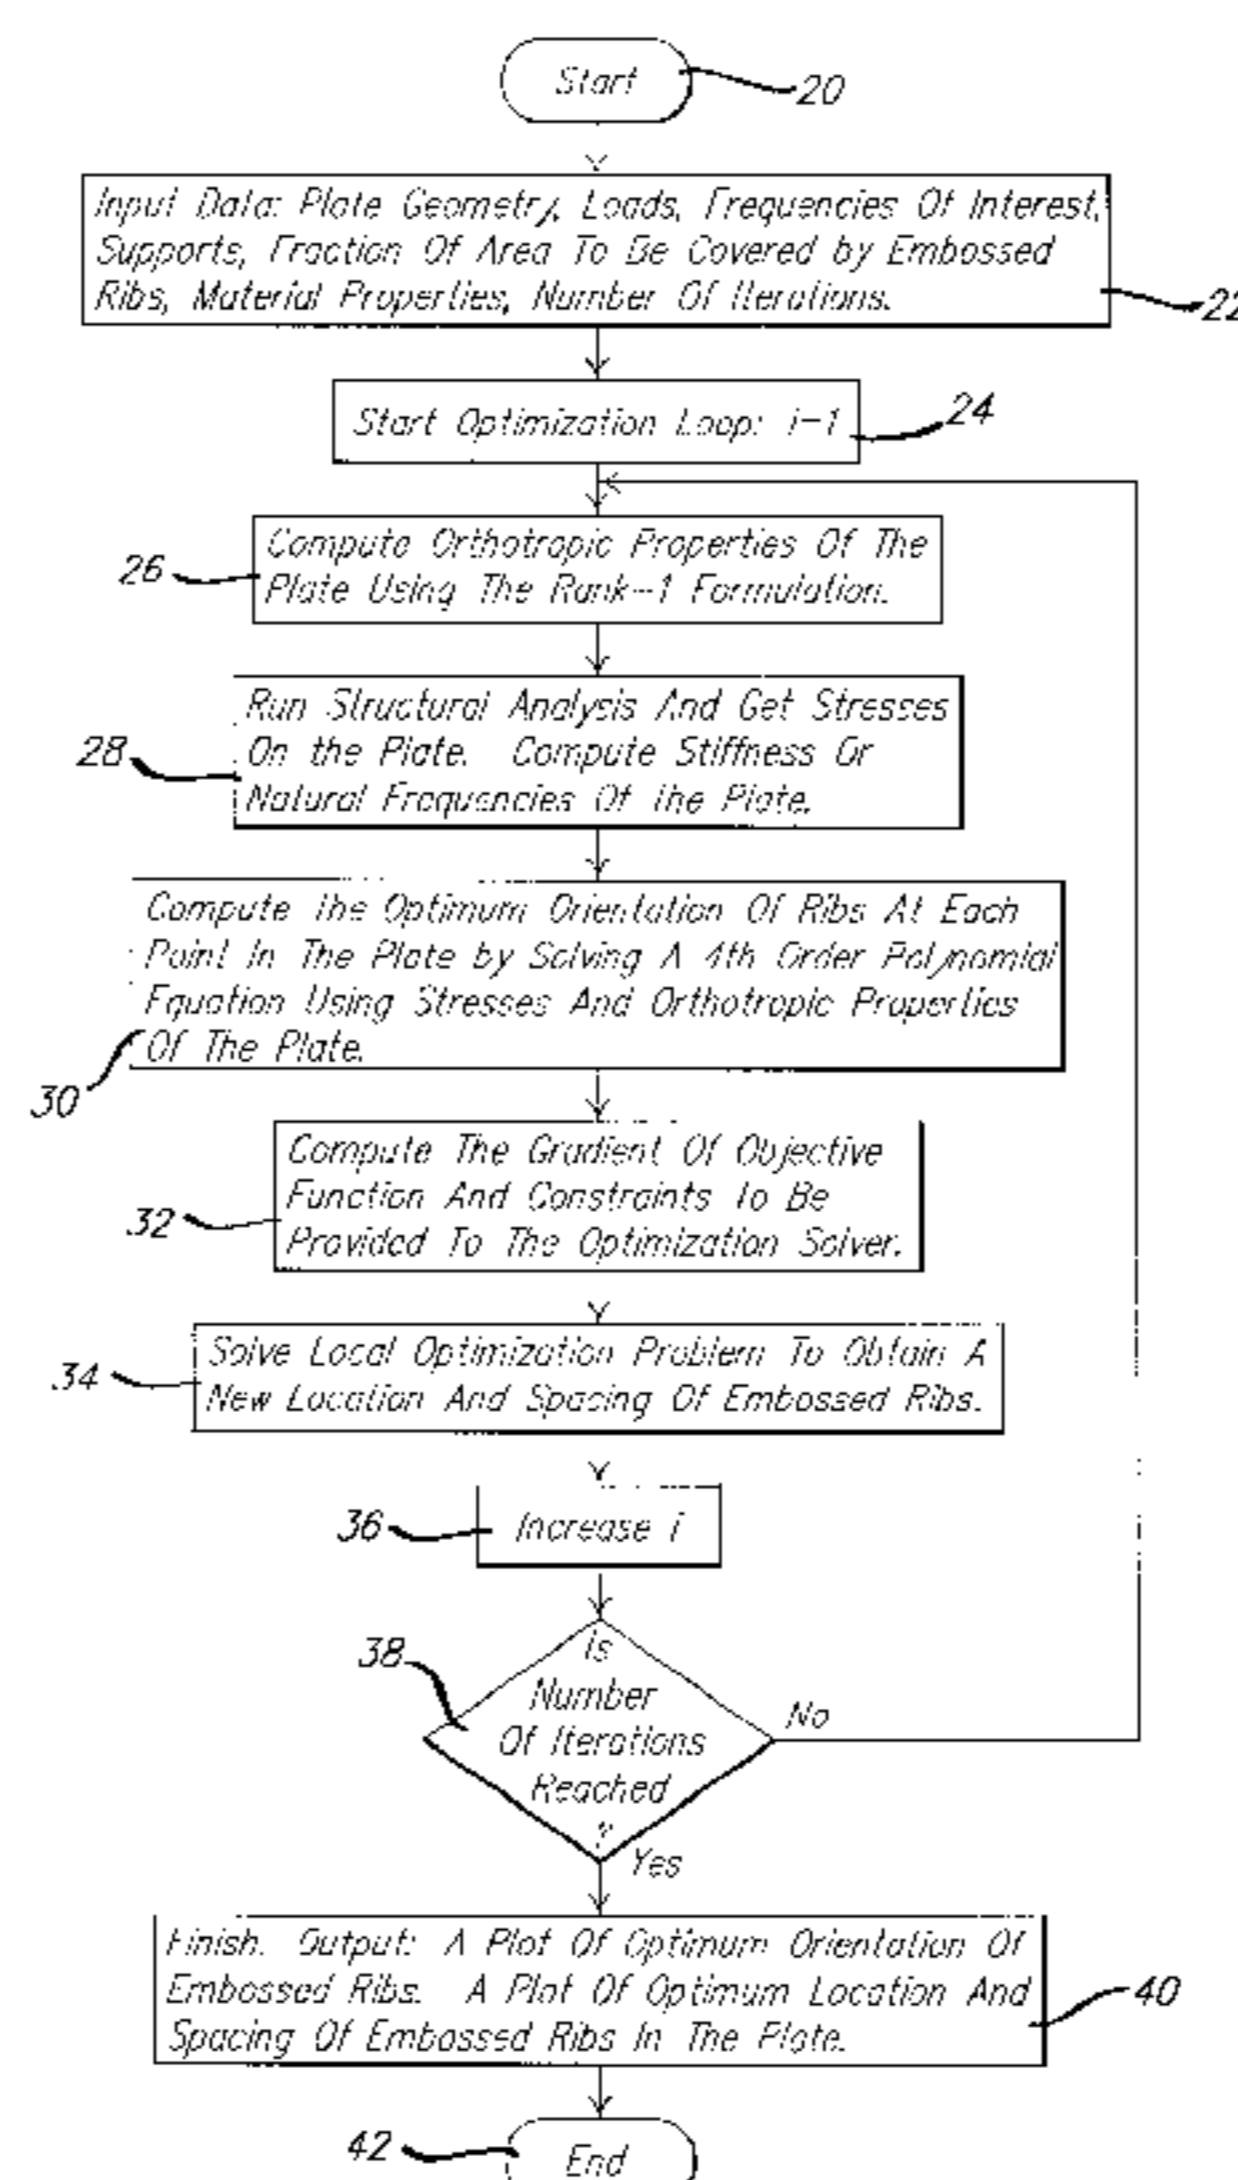 Start
20
Input Data: Plate Geometry, Loads, Frequencies Of Interest,
Supports, Fraction Of Area To Be Covered by Embossed
Ribs, Material Properties, Number Of Iterations.
22
Start Optimization Loop: i-1
24
Compute Orthotropic Properties Of The
Plate Using The Rank-1 Formulation.
26
Run Structural Analysis And Get Stresses
On the Plate. Compute Stiffness Or
Natural Frequencies Of The Plate.
28
Compute The Optimum Orientation Of Ribs At Each
Point In The Plate by Solving A 4th Order Polynomial
Equation Using Stresses And Orthotropic Properties
Of The Plate.
30
Compute The Gradient Of Objective
Function And Constraints To Be
Provided To The Optimization Solver.
32
Solve Local Optimization Problem To Obtain A
New Location And Spacing Of Embossed Ribs.
34
Increase i
36
38
Is
Number
Of Iterations
Reached
?
No
Yes
Finish. Output: A Plot Of Optimum Orientation Of
Embossed Ribs. A Plot Of Optimum Location And
Spacing Of Embossed Ribs In The Plate.
40
42
End